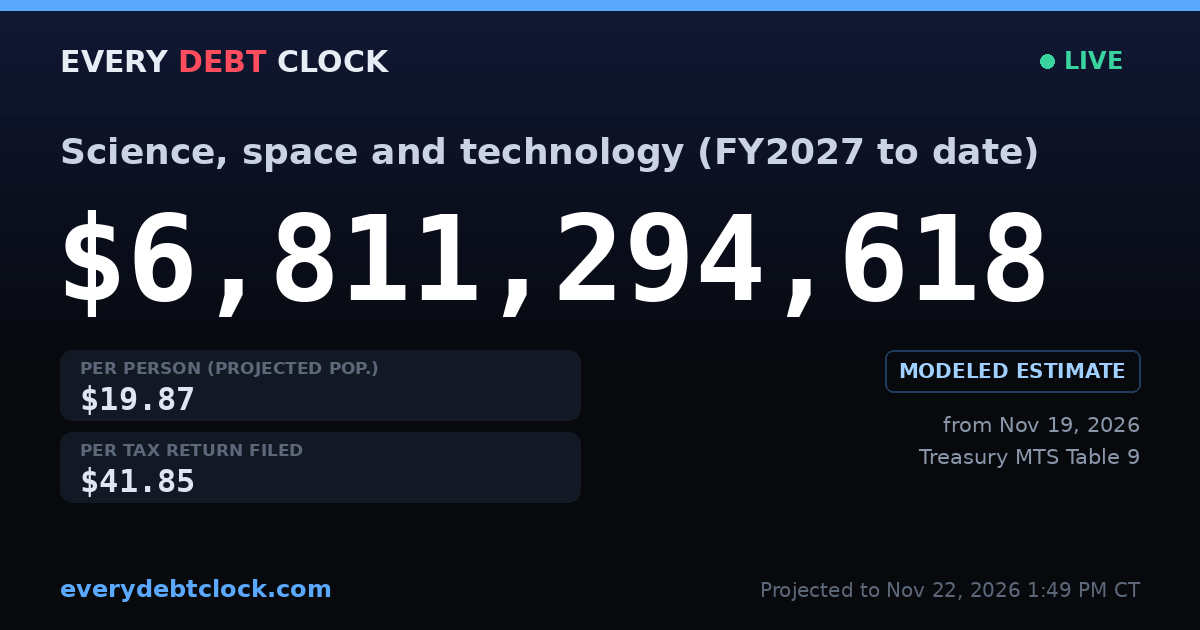 EVERY DEBT CLOCK
LIVE
Science, space and technology (FY2027 to date)
$6,811,294,618
PER PERSON (PROJECTED POP.)
$19.87
PER TAX RETURN FILED
$41.85
MODELED ESTIMATE
from Nov 19, 2026
Treasury MTS Table 9
everydebtclock.com
Projected to Nov 22, 2026 1:49 PM CT